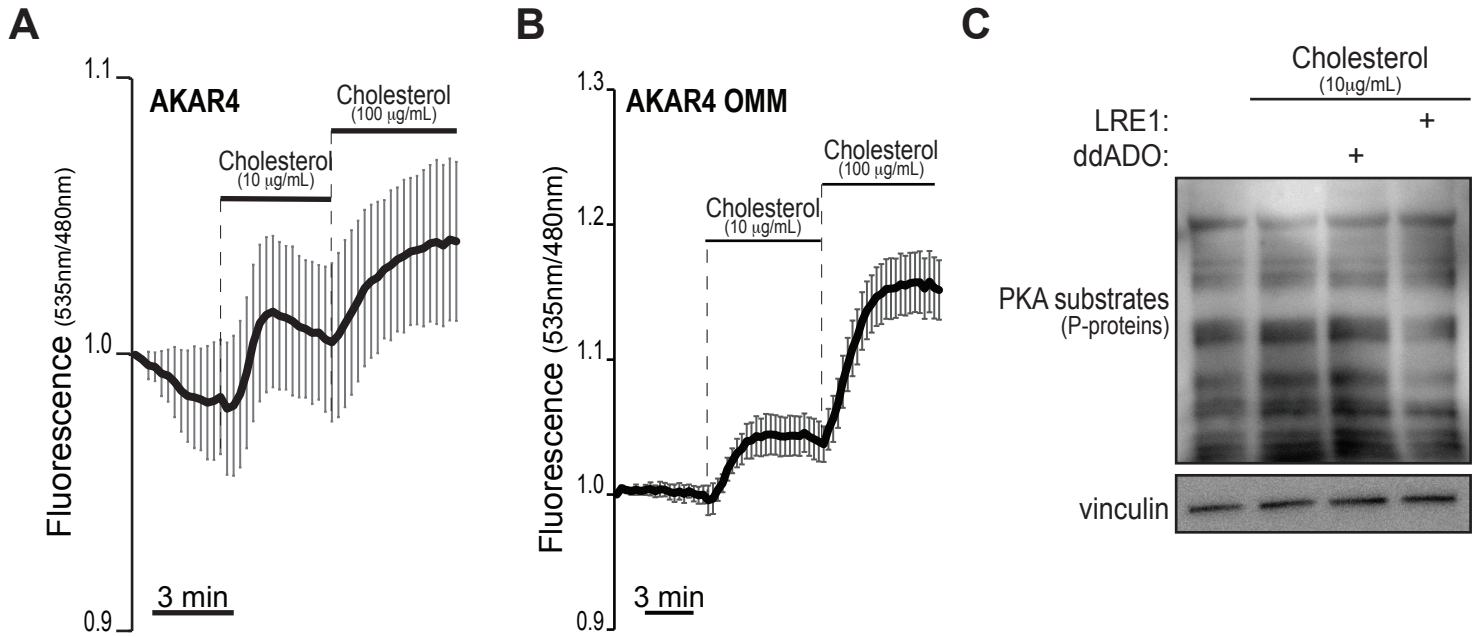 A
B
C
1.1
AKAR4
Cholesterol
(100 µg/mL)
Cholesterol
(10 µg/mL)
1.0
0.9
3 min
Fluorescence (535nm/480nm)
1.3
AKAR4 OMM
Cholesterol
(100 µg/mL)
1.2
Cholesterol
(10 µg/mL)
1.1
1.0
0.9
3 min
Fluorescence (535nm/480nm)
Cholesterol
(10µg/mL)
LRE1: +
ddADO: +
PKA substrates
(P-proteins)
vinculin